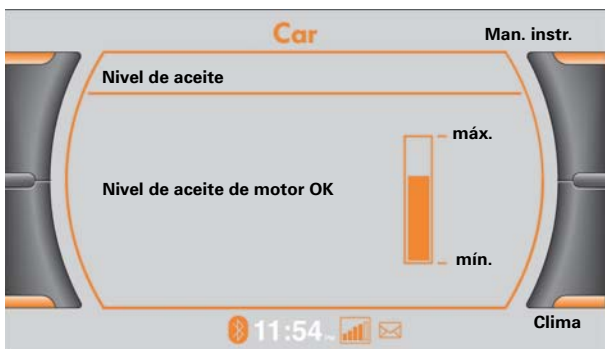 Car
Man. instr.
Nivel de aceite
máx.
Nivel de aceite de motor OK
mín.
Clima
11:54